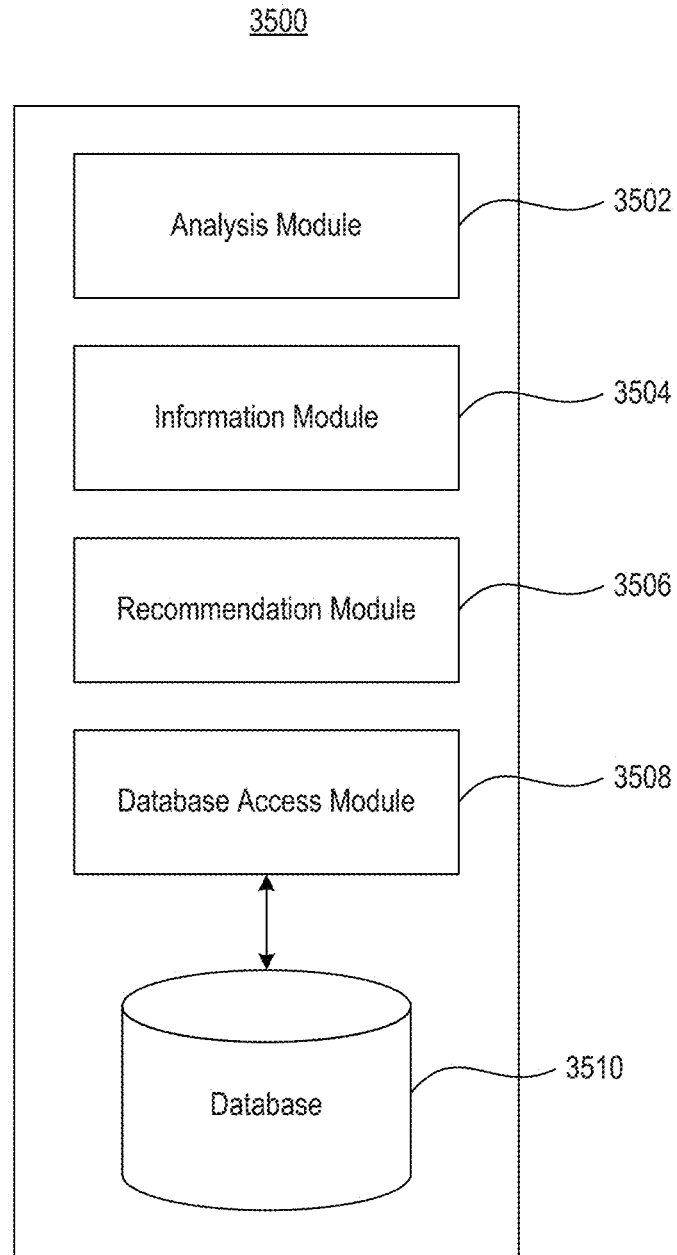 3500
Analysis Module
3502
Information Module
3504
Recommendation Module
3506
Database Access Module
3508
Database
3510